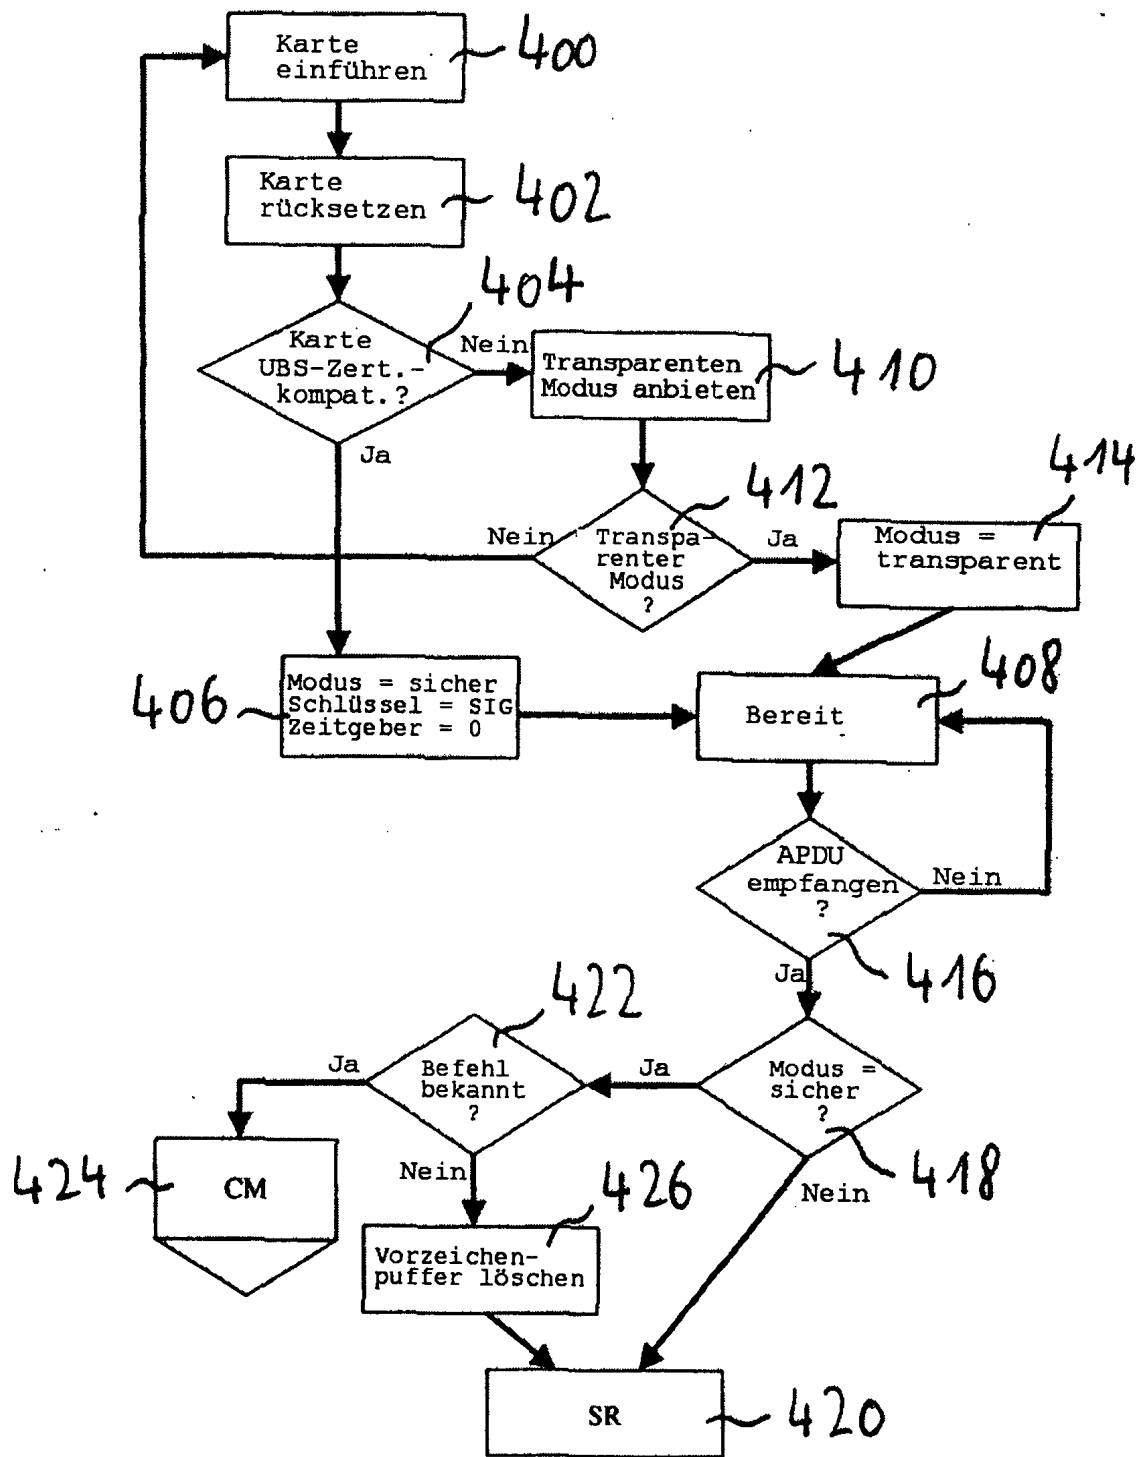 Karte
einführen
400
Karte
rücksetzen
402
404
Karte
UBS-Zert.-
kompat.?
Nein
Transparenten
Modus anbieten
410
Ja
412
414
Nein
Transpa-
renter
Modus
?
Ja
Modus =
transparent
406
Modus = sicher
Schlüssel = SIG
Zeitgeber = 0
408
Bereit
APDU
empfangen
?
Nein
416
Ja
422
Ja
Befehl
bekannt
?
Ja
Modus =
sicher
?
418
424
CM
Nein
426
Nein
Vorzeichen-
puffer löschen
SR
420